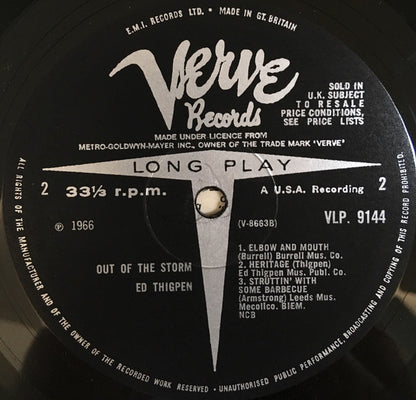 E.M.I. RECORDS LTD. • MADE IN GT. BRITAIN
Verve
Records
SOLD IN
U.K. SUBJECT
TO RESALE
PRICE CONDITIONS,
SEE PRICE LISTS
MADE UNDER LICENCE FROM
METRO-GOLDWYN-MAYER INC., OWNER OF THE TRADE MARK 'VERVE'
LONG PLAY
2 33⅓ r.p.m. A U.S.A. Recording 2
℗ 1966 (V-8663B) VLP. 9144
OUT OF THE STORM
ED THIGPEN
1. ELBOW AND MOUTH
(Burrell) Burrell Mus. Co.
2. HERITAGE (Thigpen)
Ed Thigpen Mus. Publ. Co.
3. STRUTTIN' WITH
SOME BARBECUE
(Armstrong) Leeds Mus.
Mecolico. BIEM.
NCB
ALL RIGHTS OF THE MANUFACTURER AND OF THE OWNER OF THE RECORDED WORK RESERVED • UNAUTHORISED PUBLIC PERFORMANCE, BROADCASTING AND COPYING OF THIS RECORD PROHIBITED.